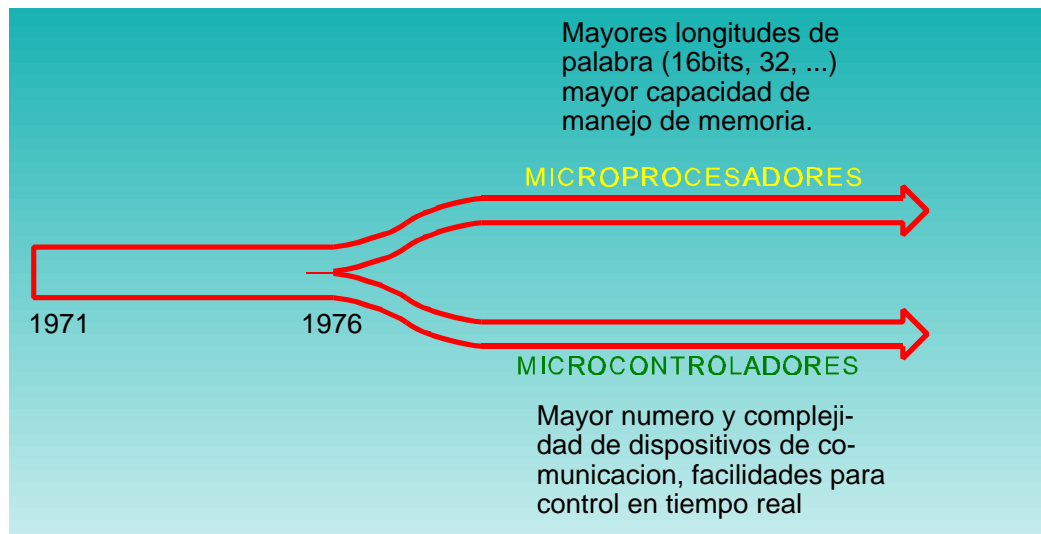 Mayores longitudes de
palabra (16bits, 32, ...)
mayor capacidad de
manejo de memoria.
MICROPROCESADORES
1971
1976
MICROCONTROLADORES
Mayor numero y compleji-
dad de dispositivos de co-
municacion, facilidades para
control en tiempo real